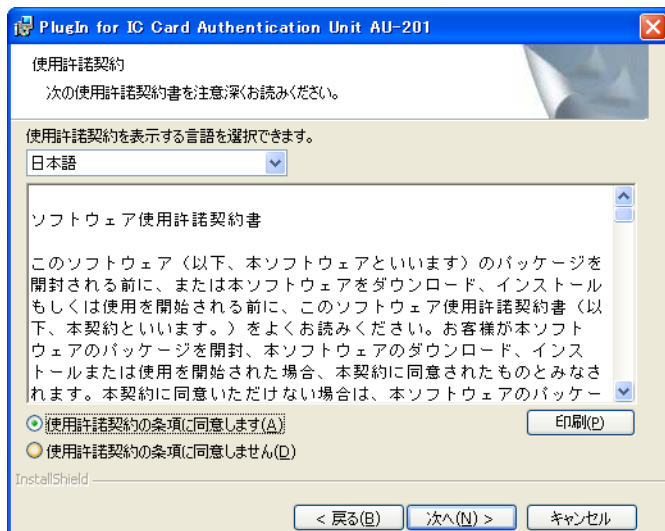 PlugIn for IC Card Authentication Unit AU-201
使用許諾契約
次の使用許諾契約書を注意深くお読みください。
使用許諾契約を表示する言語を選択できます。
日本語
ソフトウェア使用許諾契約書
このソフトウェア（以下、本ソフトウェアといいます）のパッケージを
開封される前に、または本ソフトウェアをダウンロード、インストール
もしくは使用を開始される前に、このソフトウェア使用許諾契約書（以
下、本契約といいます。）をよくお読みください。お客様が本ソフト
ウェアのパッケージを開封、本ソフトウェアのダウンロード、インス
トールまたは使用を開始された場合、本契約に同意されたものとみなさ
れます。本契約に同意いただけない場合は、本ソフトウェアのパッケー
使用許諾契約の条項に同意します(A)
印刷(P)
使用許諾契約の条項に同意しません(D)
InstallShield
< 戻る(B)
次へ(N) >
キャンセル